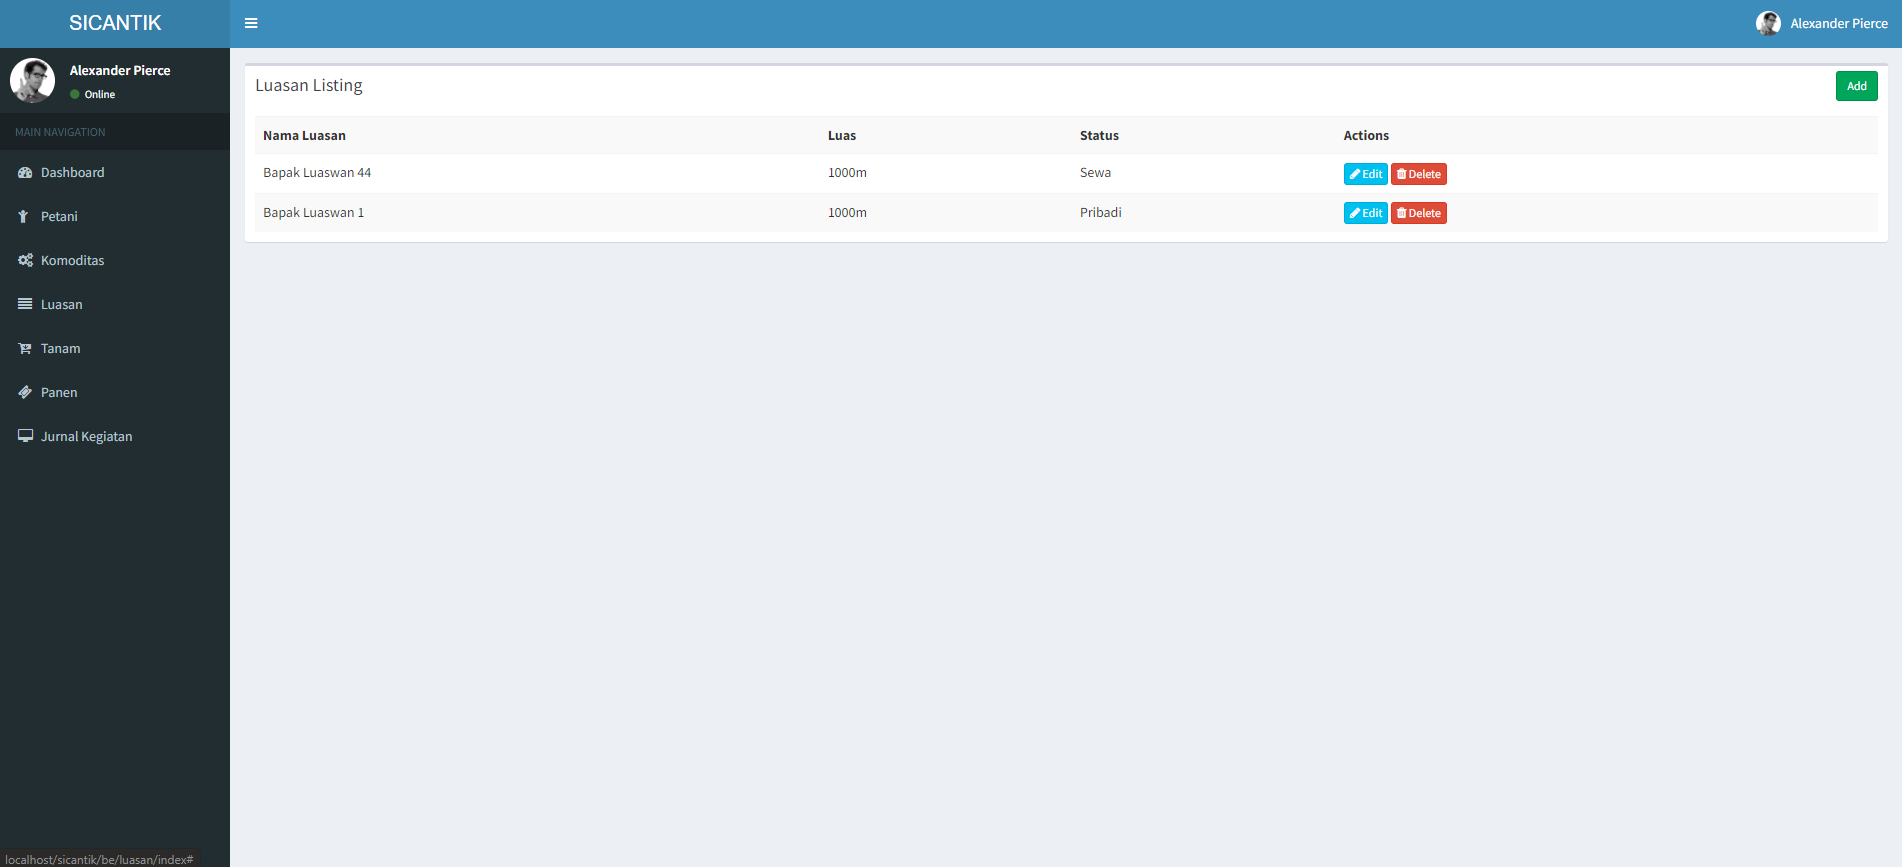 SICANTIK
Alexander Pierce
Alexander Pierce
Online
MAIN NAVIGATION
Dashboard
Petani
Komoditas
Luasan
Tanam
Panen
Jurnal Kegiatan
Luasan Listing
Add
Nama Luasan Luas Status Actions
Bapak Luaswan 44 1000m Sewa Edit Delete
Bapak Luaswan 1 1000m Pribadi Edit Delete
localhost/sicantik/be/luasan/index#